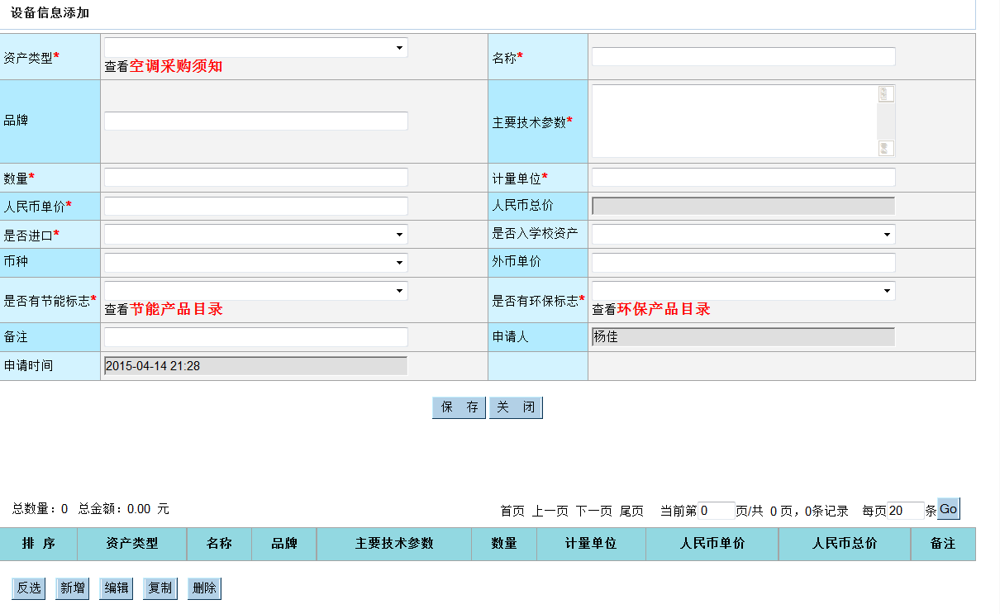 设备信息添加
资产类型* 查看空调采购须知 名称*
品牌 主要技术参数*
数量* 计量单位*
人民币单价* 人民币总价
是否进口* 是否入学校资产
币种 外币单价
是否有节能标志* 查看节能产品目录 是否有环保标志* 查看环保产品目录
备注 申请人 杨佳
申请时间 2015-04-14 21:28
保 存 关 闭
总数量：0 总金额：0.00 元 首页 上一页 下一页 尾页 当前第 0 页/共 0 页，0条记录 每页 20 条 Go
排 序 资产类型 名称 品牌 主要技术参数 数量 计量单位 人民币单价 人民币总价 备注
反选 新增 编辑 复制 删除